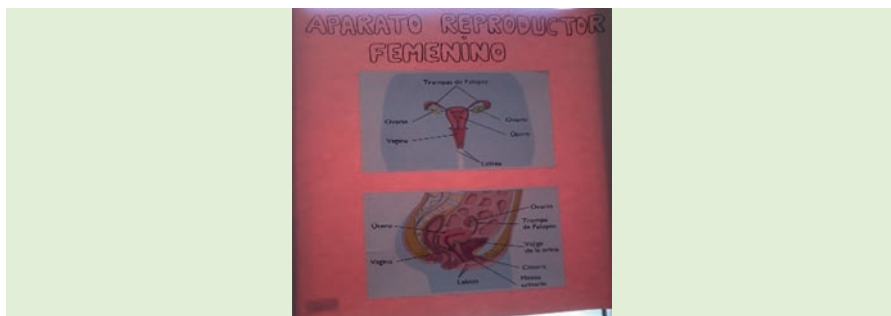 APARATO REPRODUCTOR
FEMENINO
Trompas de Falopio
Ovario
Ovario
Útero
Vagina
Labios
Ovario
Útero
Trompa
de Falopio
Vejiga
de la orina
Vagina
Clítoris
Labios
Meato
urinario